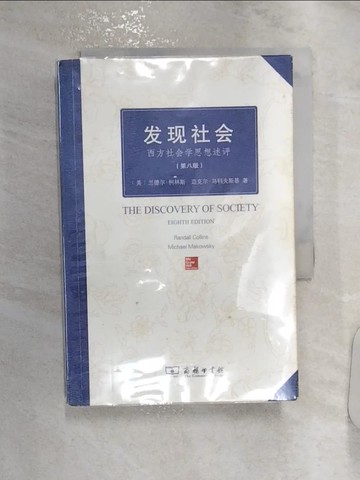 发现社会
西方社会学思想述评
(第八版)
〔美〕兰德尔·柯林斯 迈克尔·马科夫斯基 著
THE DISCOVERY OF SOCIETY
EIGHTH EDITION
Randall Collins
Michael Makowsky
商务印书馆